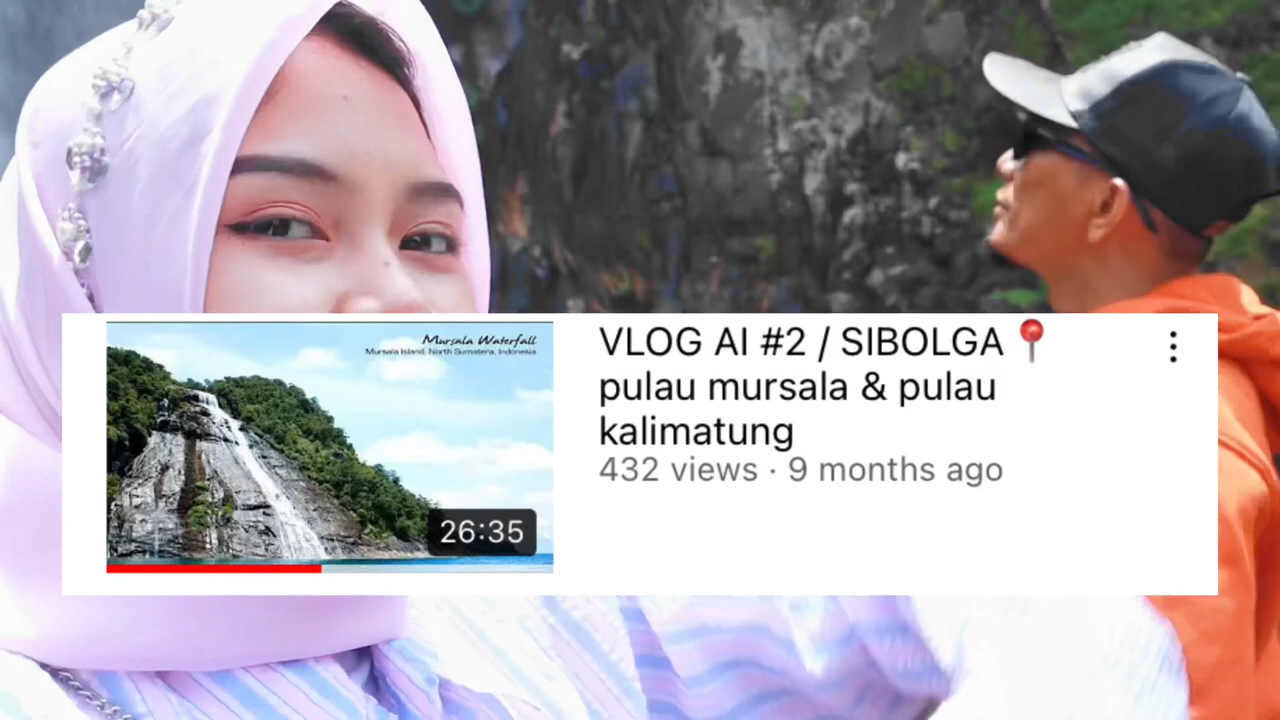 Mursala Waterfall
Mursala Island, North Sumatera, Indonesia
26:35
VLOG AI #2 / SIBOLGA📍
pulau mursala & pulau
kalimatung
432 views · 9 months ago